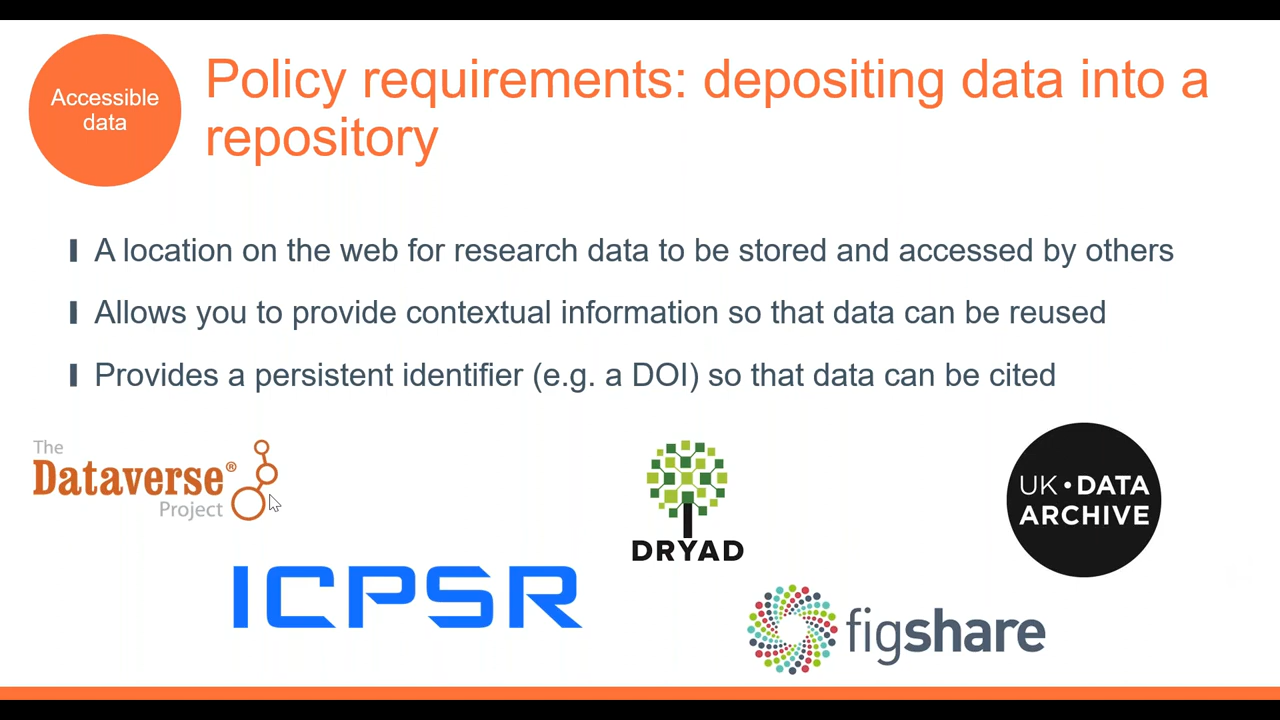 Accessible
data
Policy requirements: depositing data into a
repository
A location on the web for research data to be stored and accessed by others
Allows you to provide contextual information so that data can be reused
Provides a persistent identifier (e.g. a DOI) so that data can be cited
The
Dataverse®
Project
DRYAD
UK • DATA
ARCHIVE
ICPSR
figshare